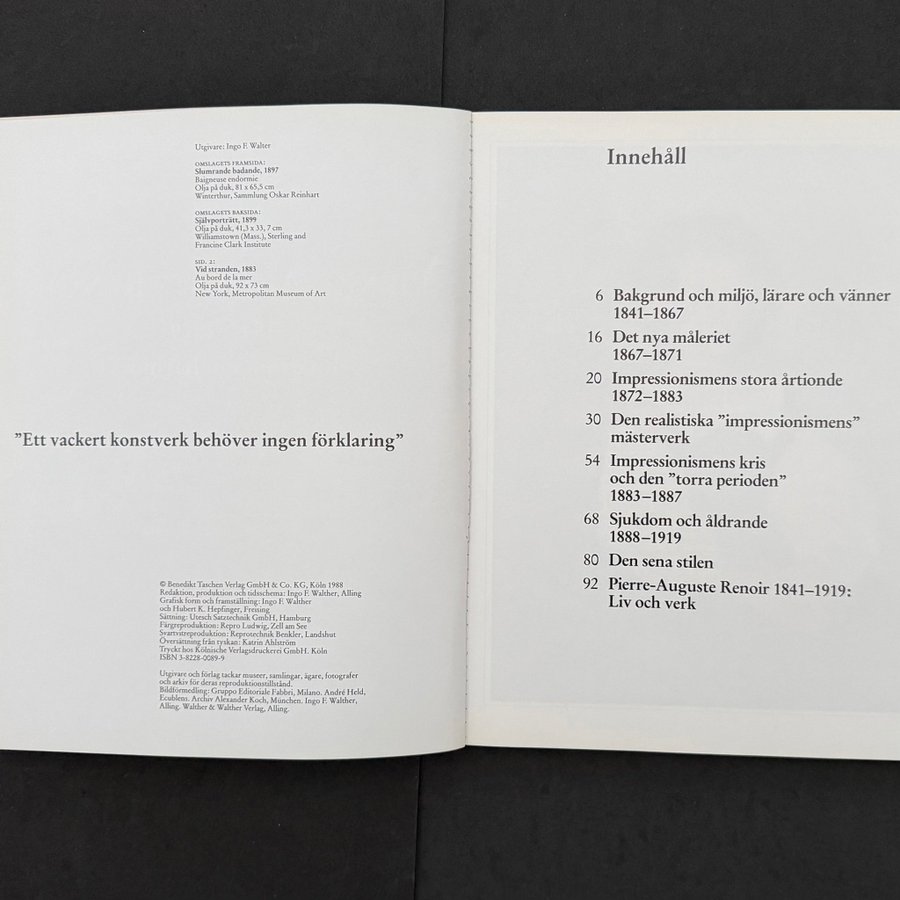 Utgivare: Ingo F. Walter
OMSLAGETS FRAMSIDA:
Slumrande badande, 1897
Baigneuse endormie
Olja på duk, 81 x 65,5 cm
Winterthur, Sammlung Oskar Reinhart
OMSLAGETS BAKSIDA:
Självporträtt, 1899
Olja på duk, 41,3 x 33, 7 cm
Williamstown (Mass.), Sterling and
Francine Clark Institute
SID. 2:
Vid stranden, 1883
Au bord de la mer
Olja på duk, 92 x 73 cm
New York, Metropolitan Museum of Art
”Ett vackert konstverk behöver ingen förklaring”
© Benedikt Taschen Verlag GmbH & Co. KG, Köln 1988
Redaktion, produktion och tidsschema: Ingo F. Walther, Alling
Grafisk form och framställning: Ingo F. Walther
och Hubert K. Hepfinger, Freising
Sättning: Utesch Satztechnik GmbH, Hamburg
Färgreproduktion: Repro Ludwig, Zell am See
Svartvitreproduktion: Reprotechnik Benkler, Landshut
Översättning från tyskan: Katrin Ahlström
Tryckt hos Kölnische Verlagsdruckerei GmbH. Köln
ISBN 3-8228-0089-9
Utgivare och förlag tackar museer, samlingar, ägare, fotografer
och arkiv för deras reproduktionstillstånd.
Bildförmedling: Gruppo Editoriale Fabbri, Milano. André Held,
Ecublens. Archiv Alexander Koch, München. Ingo F. Walther,
Alling. Walther & Walther Verlag, Alling.
Innehåll
6 Bakgrund och miljö, lärare och vänner
1841–1867
16 Det nya måleriet
1867–1871
20 Impressionismens stora årtionde
1872–1883
30 Den realistiska ”impressionismens”
mästerverk
54 Impressionismens kris
och den ”torra perioden”
1883–1887
68 Sjukdom och åldrande
1888–1919
80 Den sena stilen
92 Pierre-Auguste Renoir 1841–1919:
Liv och verk